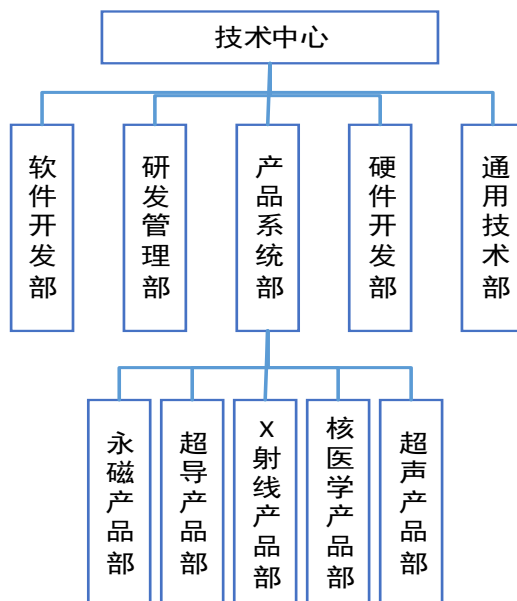 技术中心
软件开发部
研发管理部
产品系统部
硬件开发部
通用技术部
永磁产品部
超导产品部
X射线产品部
核医学产品部
超声产品部